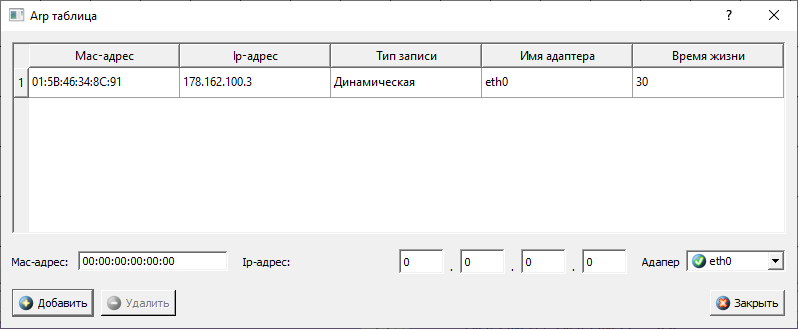 Arp таблица
?
Mac-адрес Ip-адрес Тип записи Имя адаптера Время жизни
1 01:5B:46:34:8C:91 178.162.100.3 Динамическая eth0 30
Mac-адрес: 00:00:00:00:00:00 Ip-адрес: 0 . 0 . 0 . 0 Адапер eth0
Добавить Удалить Закрыть